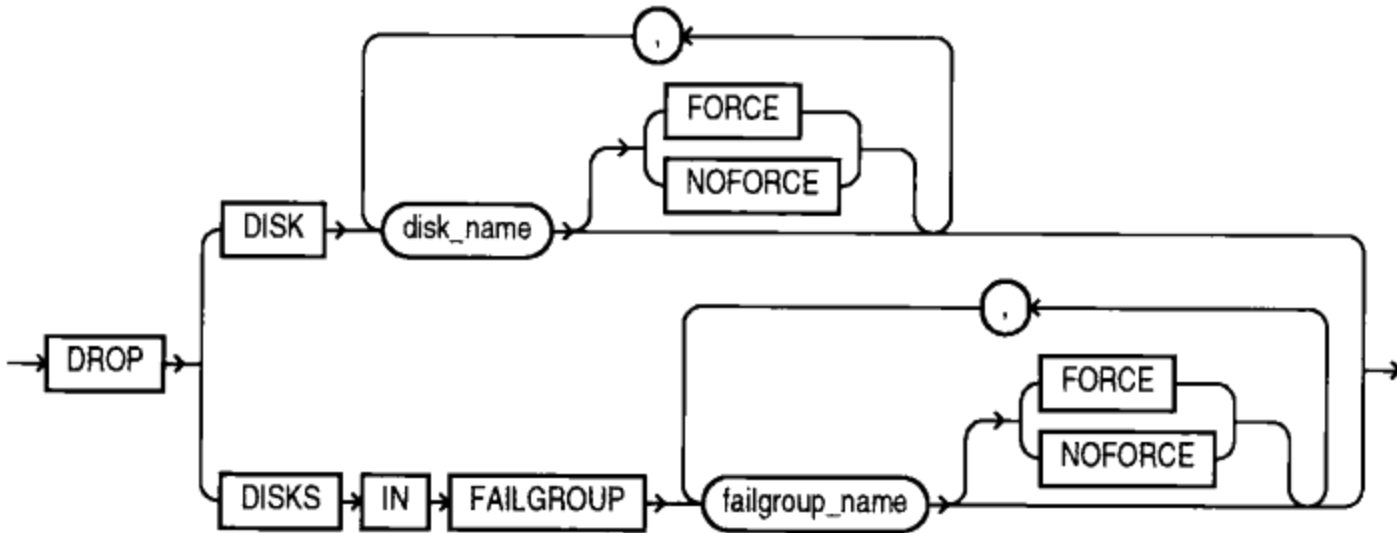 ,
FORCE
NOFORCE
DISK disk_name
,
DROP
FORCE
NOFORCE
DISKS IN FAILGROUP failgroup_name